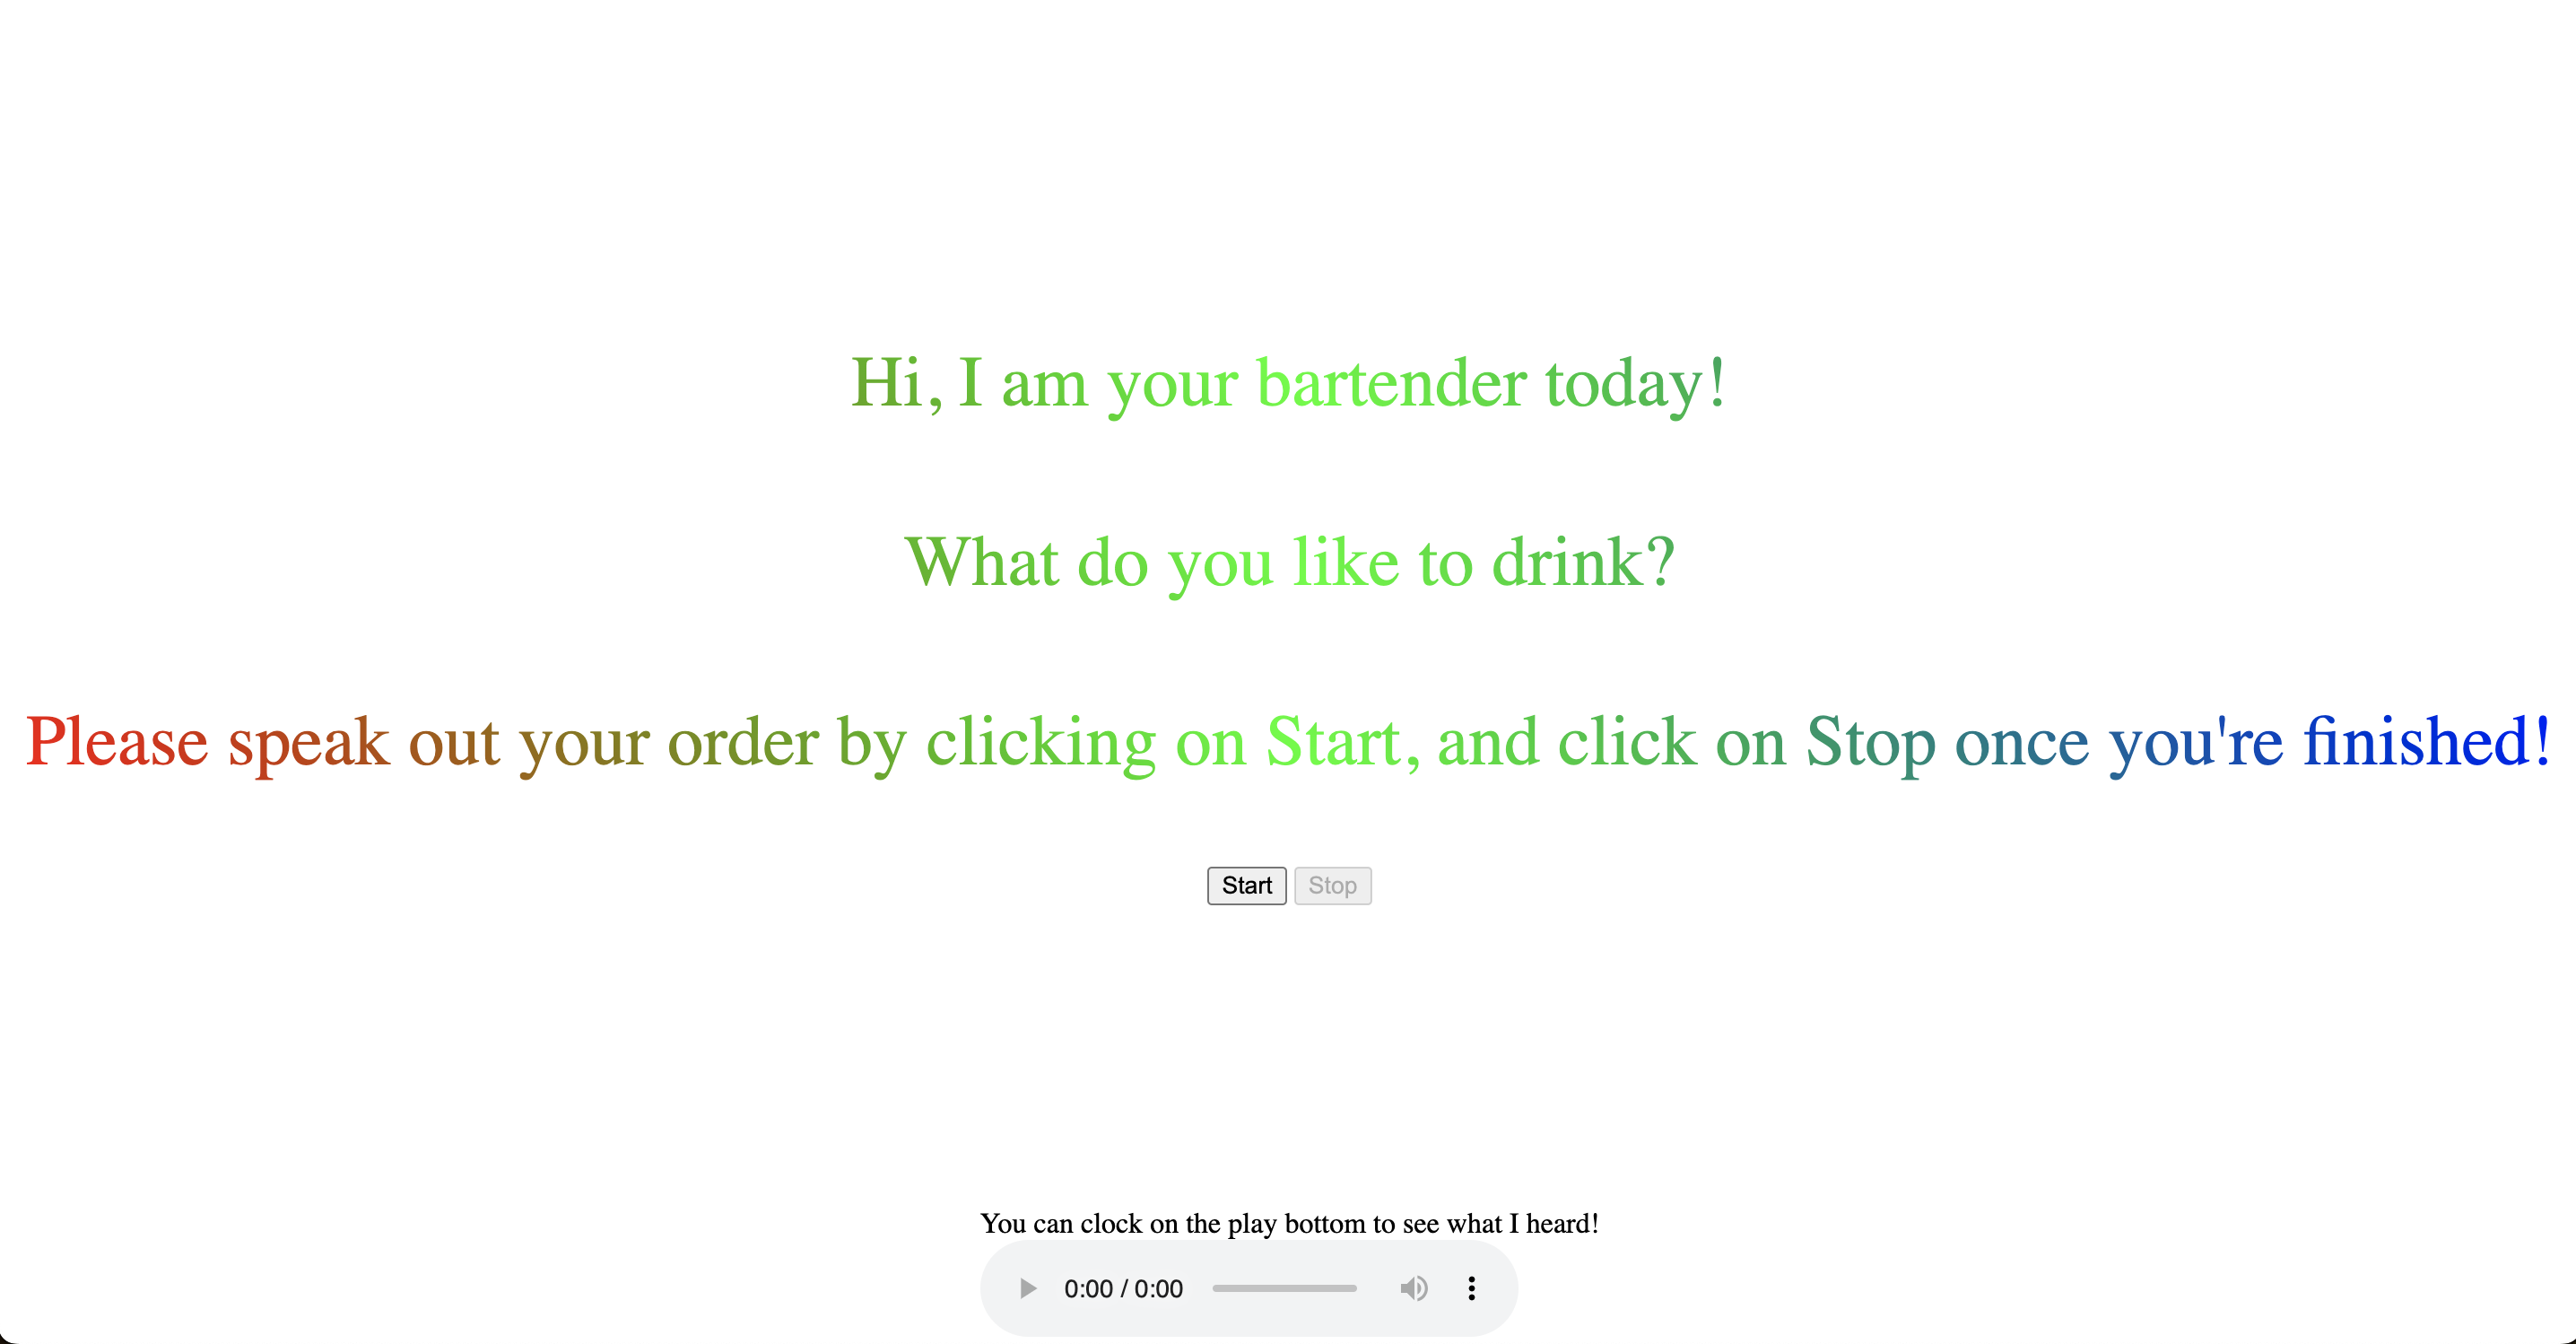 Hi, I am your bartender today!
What do you like to drink?
Please speak out your order by clicking on Start, and click on Stop once you're finished!
Start Stop
You can clock on the play bottom to see what I heard!
0:00 / 0:00